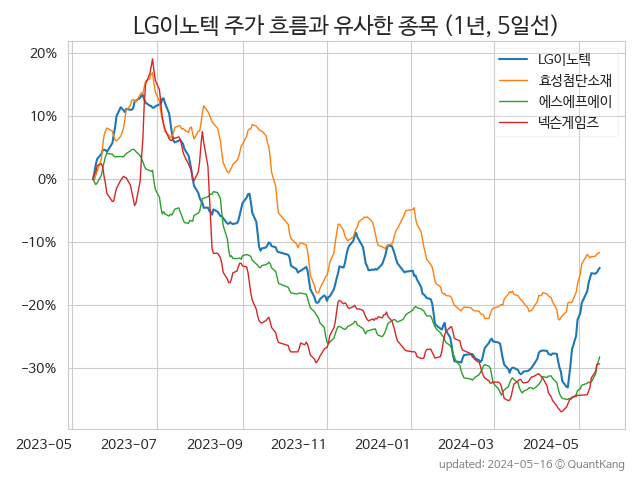 LG이노텍 주가 흐름과 유사한 종목 (1년, 5일선)
LG이노텍
효성첨단소재
에스에프에이
넥슨게임즈
20%
10%
0%
−10%
−20%
−30%
2023-05 2023-07 2023-09 2023-11 2024-01 2024-03 2024-05
updated: 2024-05-16 © QuantKang